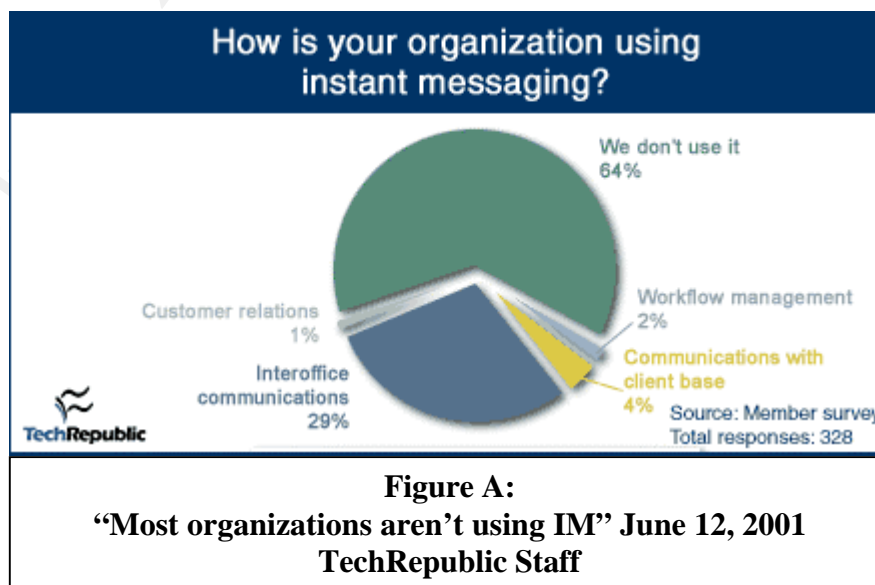 How is your organization using
instant messaging?
We don't use it
64%
Workflow management
2%
Communications with
client base
4%
Customer relations
1%
Interoffice
communications
29%
TechRepublic
Source: Member survey
Total responses: 328
Figure A:
“Most organizations aren’t using IM” June 12, 2001
TechRepublic Staff